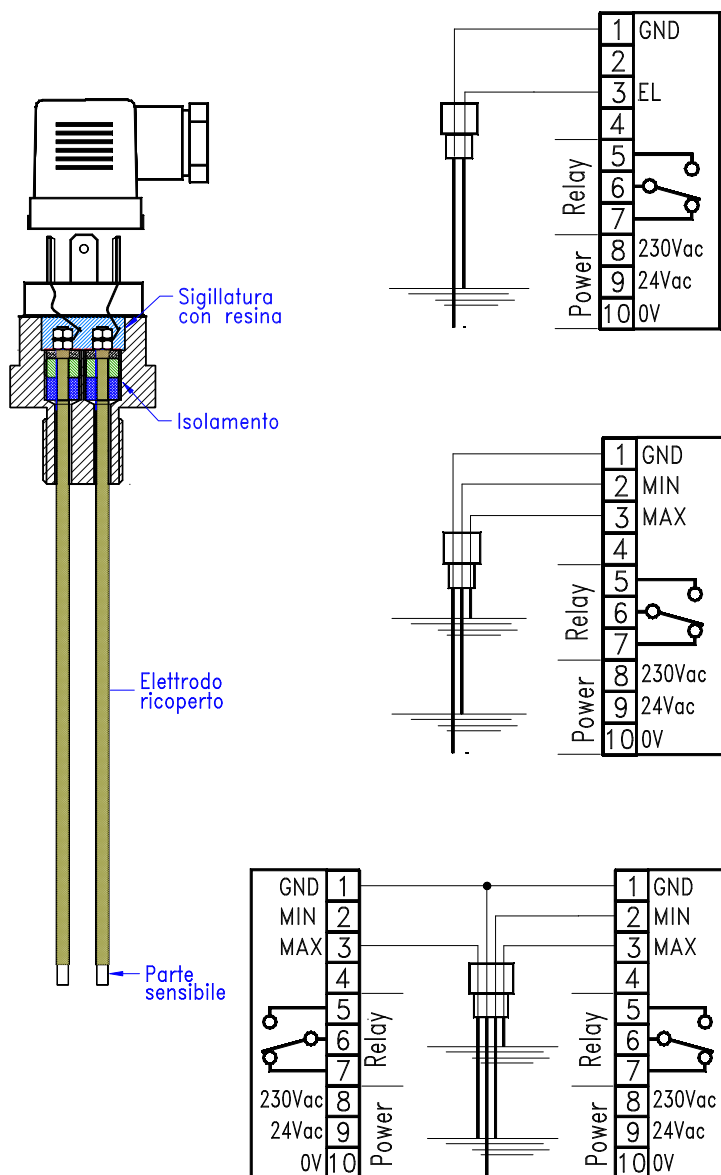 Sigillatura
con resina
Isolamento
Elettrodo
ricoperto
Parte
sensibile
1 GND
2
3 EL
4
5
6
7
8 230Vac
9 24Vac
10 0V
Relay
Power
1 GND
2 MIN
3 MAX
4
5
6
7
8 230Vac
9 24Vac
10 0V
Relay
Power
GND 1
MIN 2
MAX 3
4
5
6
7
230Vac 8
24Vac 9
0V 10
Relay
Power
1 GND
2 MIN
3 MAX
4
5
6
7
8 230Vac
9 24Vac
10 0V
Relay
Power